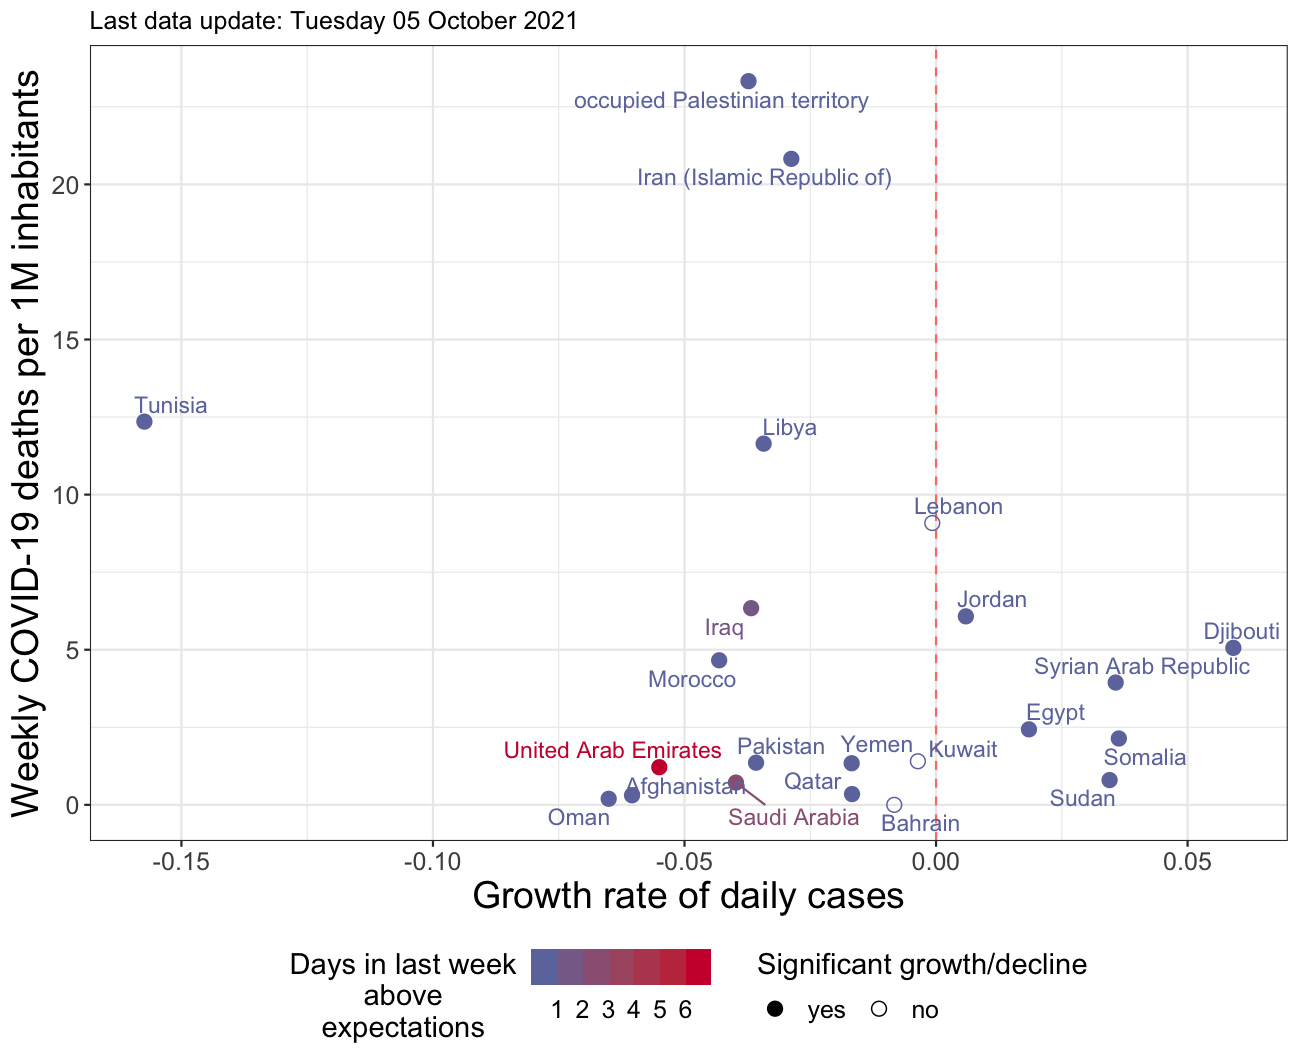 Last data update: Tuesday 05 October 2021
Weekly COVID-19 deaths per 1M inhabitants
20
15
10
5
0
occupied Palestinian territory
Iran (Islamic Republic of)
Tunisia
Libya
Lebanon
Jordan
Iraq
Djibouti
Morocco
Syrian Arab Republic
Egypt
United Arab Emirates
Pakistan
Yemen
Kuwait
Somalia
Afghanistan
Qatar
Sudan
Oman
Saudi Arabia
Bahrain
-0.15 -0.10 -0.05 0.00 0.05
Growth rate of daily cases
Days in last week
above
expectations
1 2 3 4 5 6
Significant growth/decline
yes no